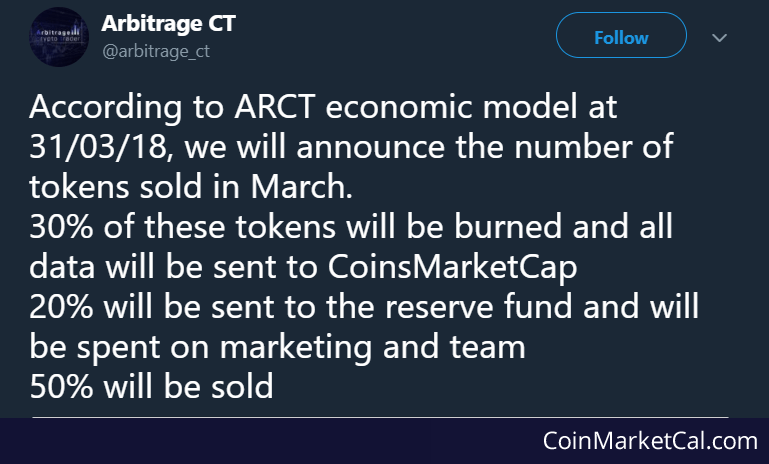 Arbitrage CT
@arbitrage_ct
Follow
According to ARCT economic model at
31/03/18, we will announce the number of
tokens sold in March.
30% of these tokens will be burned and all
data will be sent to CoinsMarketCap
20% will be sent to the reserve fund and will
be spent on marketing and team
50% will be sold
CoinMarketCal.com